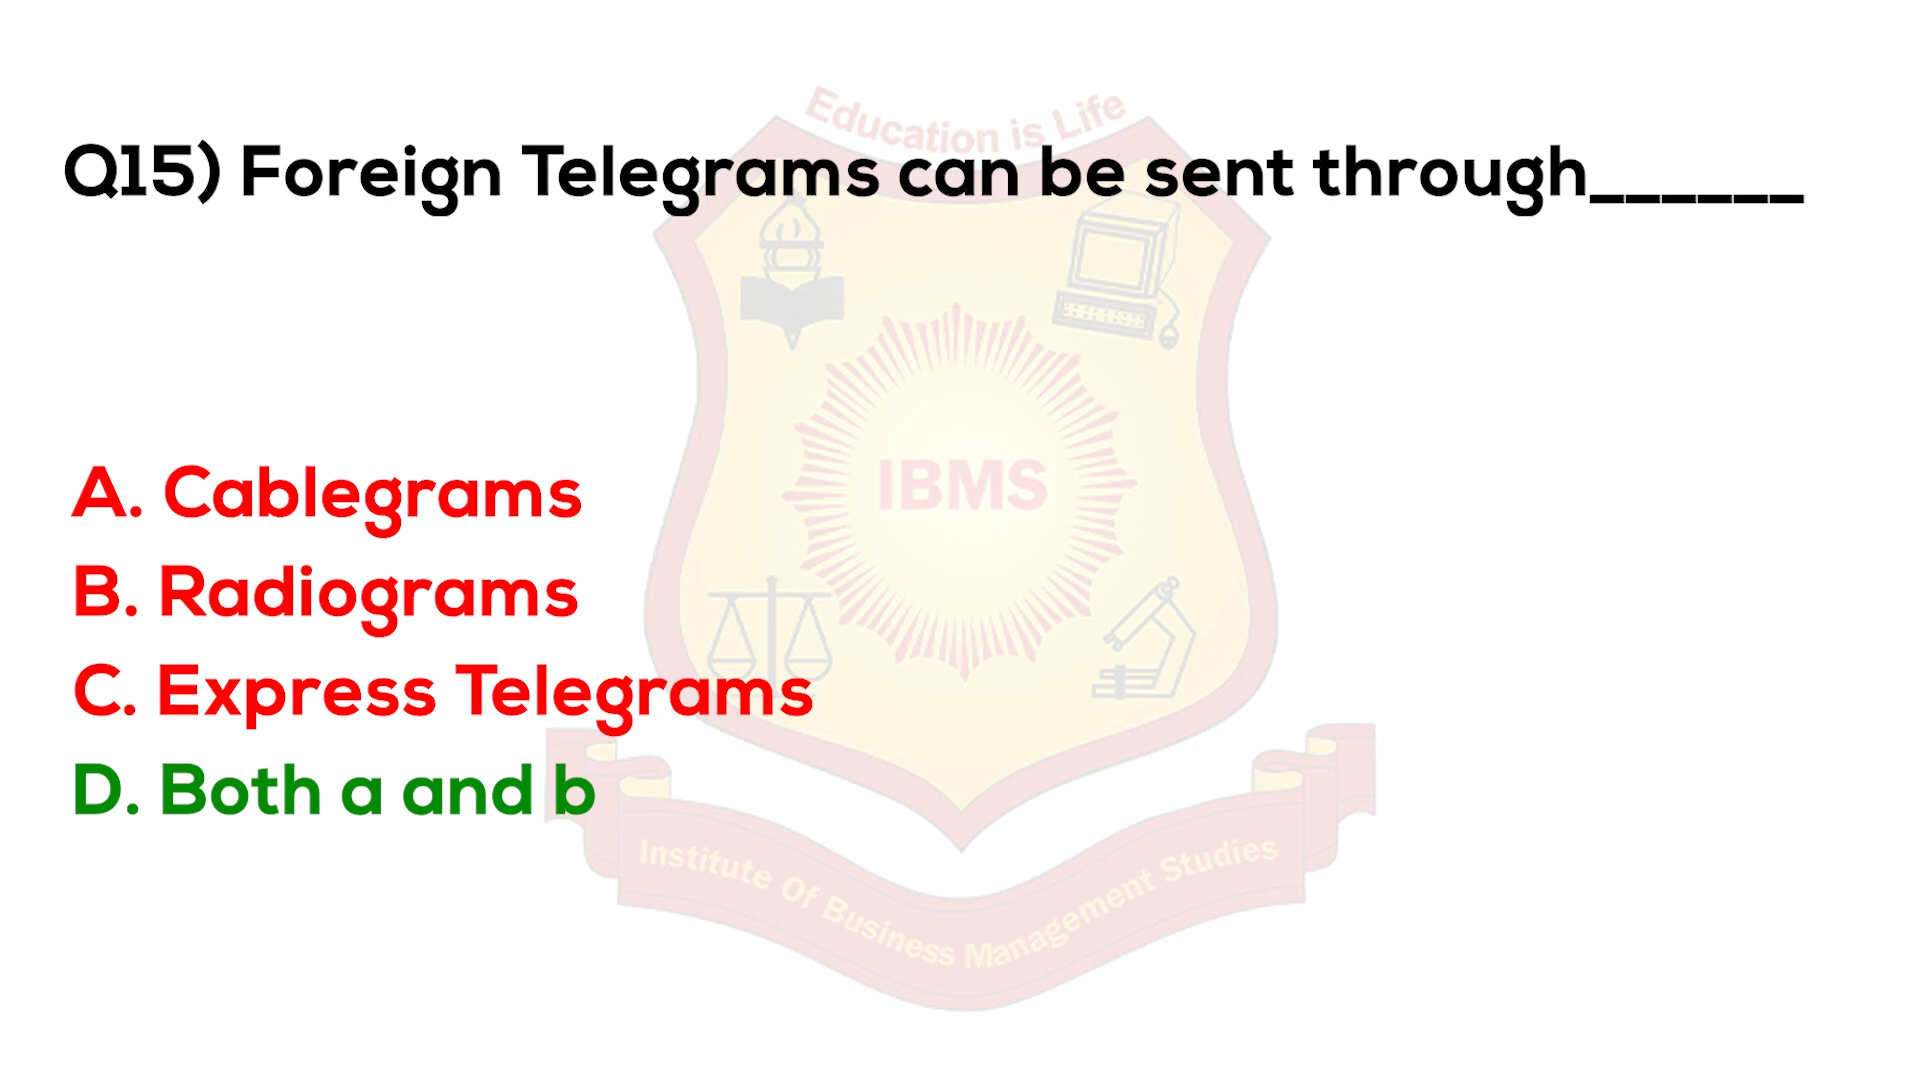 Education is Life
Q15) Foreign Telegrams can be sent through______
IBMS
A. Cablegrams
B. Radiograms
C. Express Telegrams
D. Both a and b
Institute Of Business Management Studies